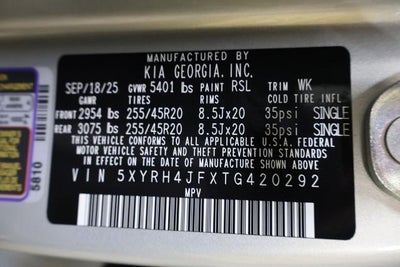 MANUFACTURED BY
KIA GEORGIA, INC.
SEP/18/25 GVWR 5401 lbs PAINT RSL TRIM WK
GAWR TIRES RIMS COLD TIRE INFL
FRONT 2954 lbs 255/45R20 8.5Jx20 35psi SINGLE
REAR 3075 lbs 255/45R20 8.5Jx20 35psi SINGLE
THIS VEHICLE CONFORMS TO ALL APPLICABLE U.S.A. FEDERAL
MOTOR VEHICLE SAFETY AND THEFT PREVENTION STANDARDS
IN EFFECT ON THE DATE OF MANUFACTURE SHOWN ABOVE
VIN 5XYRH4JFXTG420292
MPV
5810